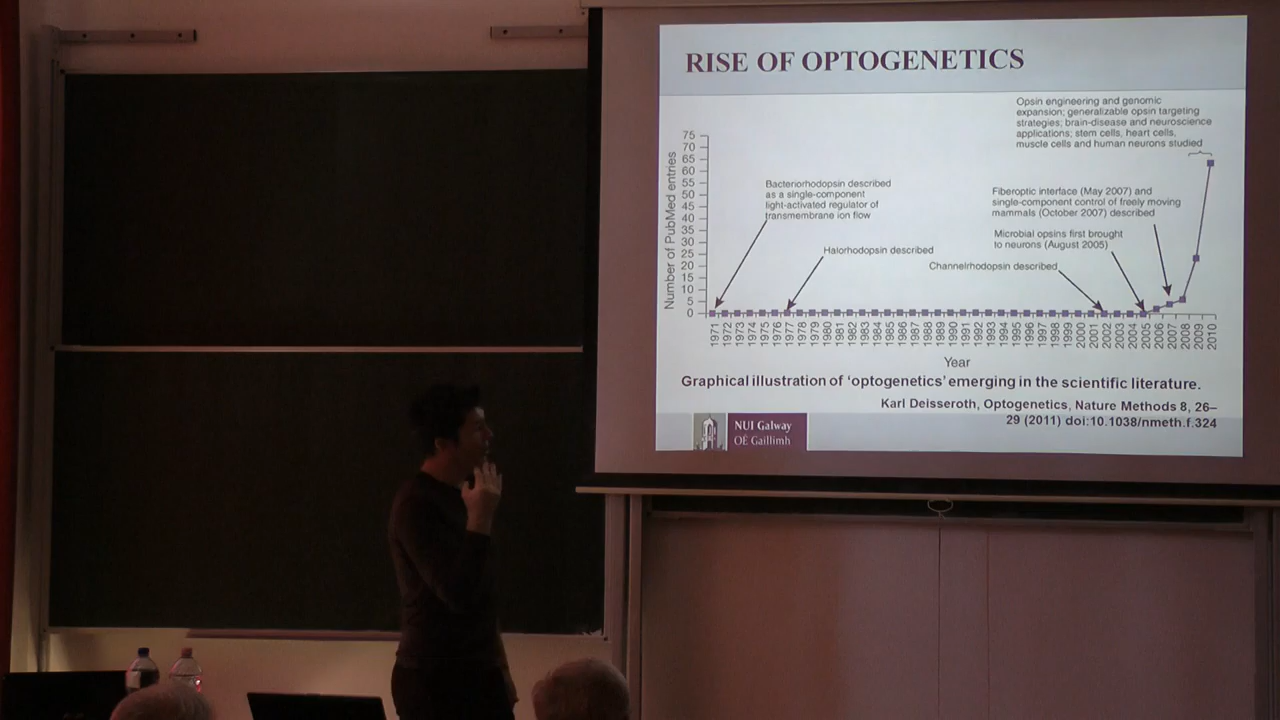 RISE OF OPTOGENETICS
Opsin engineering and genomic
expansion; generalizable opsin targeting
strategies; brain-disease and neuroscience
applications; stem cells, heart cells,
muscle cells and human neurons studied
75
70
65
60
55
50
45
40
35
30
25
20
15
10
5
0
Number of PubMed entries
Bacteriorhodopsin described
as a single-component
light-activated regulator of
transmembrane ion flow
Halorhodopsin described
Fiberoptic interface (May 2007) and
single-component control of freely moving
mammals (October 2007) described
Microbial opsins first brought
to neurons (August 2005)
Channelrhodopsin described
1971
1972
1973
1974
1975
1976
1977
1978
1979
1980
1981
1982
1983
1984
1985
1986
1987
1988
1989
1990
1991
1992
1993
1994
1995
1996
1997
1998
1999
2000
2001
2002
2003
2004
2005
2006
2007
2008
2009
2010
Year
Graphical illustration of ‘optogenetics’ emerging in the scientific literature.
Karl Deisseroth, Optogenetics, Nature Methods 8, 26–
29 (2011) doi:10.1038/nmeth.f.324
NUI Galway
OÉ Gaillimh